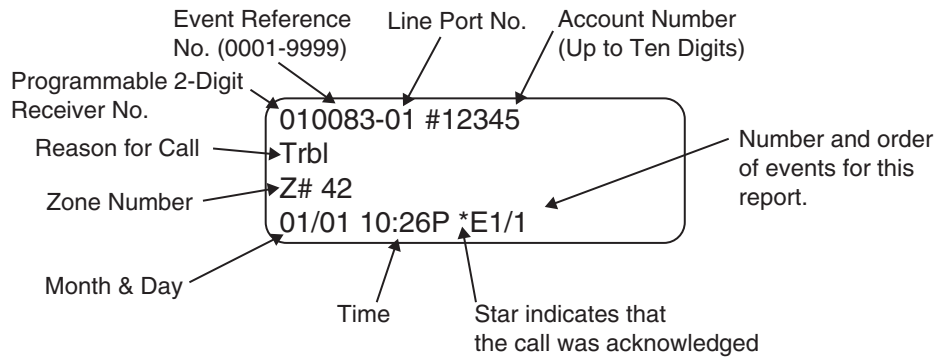 Event Reference
No. (0001-9999)
Line Port No.
Account Number
(Up to Ten Digits)
Programmable 2-Digit
Receiver No.
010083-01 #12345
Reason for Call
Trbl
Number and order
of events for this
report.
Zone Number
Z# 42
01/01 10:26P *E1/1
Month & Day
Time
Star indicates that
the call was acknowledged